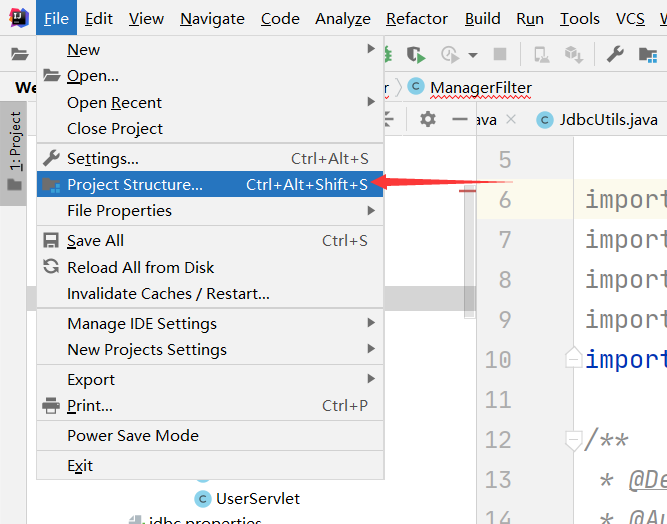 File Edit View Navigate Code Analyze Refactor Build Run Tools VCS
We ManagerFilter
New
Open...
Open Recent
Close Project
Settings... Ctrl+Alt+S
Project Structure... Ctrl+Alt+Shift+S
File Properties
Save All Ctrl+S
Reload All from Disk
Invalidate Caches / Restart...
Manage IDE Settings
New Projects Settings
Export
Print... Ctrl+P
Power Save Mode
Exit
UserServlet
jdbc.properties
1: Project
ava JdbcUtils.java
5
6 import
7 import
8 import
9 import
10 import
11
12 /**
13 * @De
14 * @Au